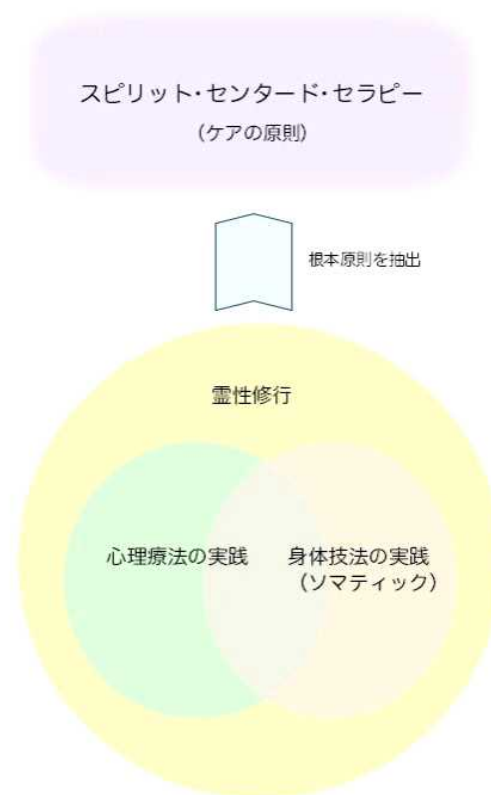 スピリット・センタード・セラピー
（ケアの原則）
根本原則を抽出
霊性修行
心理療法の実践
身体技法の実践
（ソマティック）